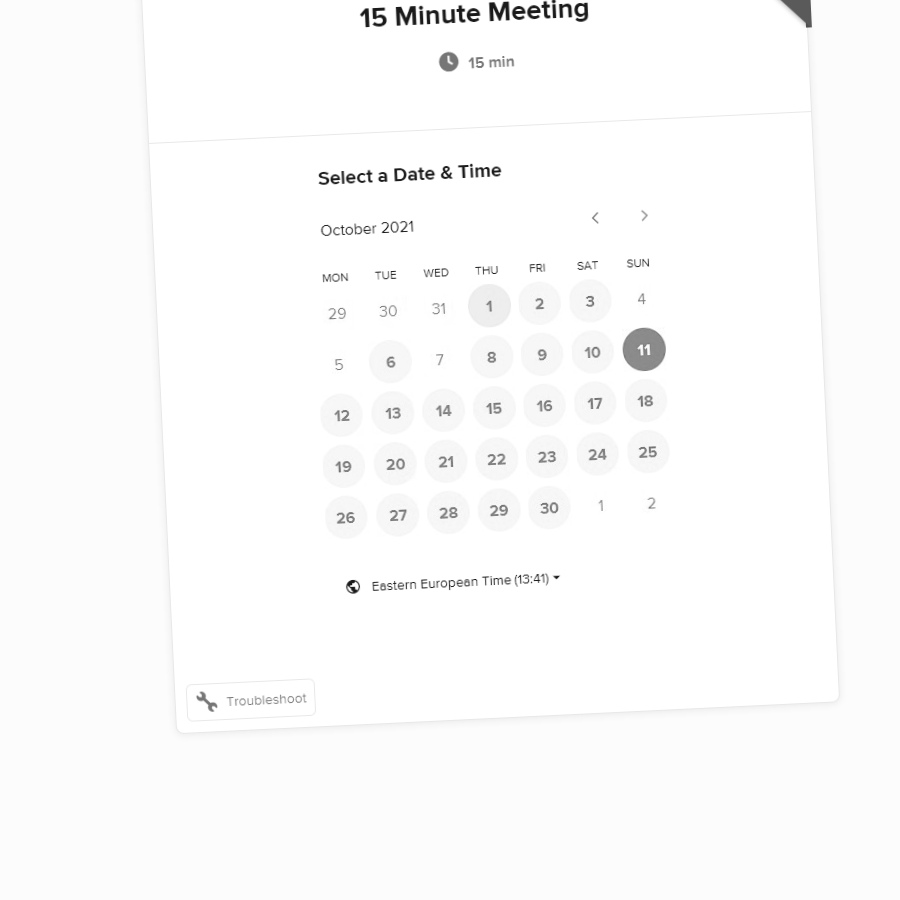 15 Minute Meeting
15 min
Select a Date & Time
October 2021
MON TUE WED THU FRI SAT SUN
29 30 31 1 2 3 4
5 6 7 8 9 10 11
12 13 14 15 16 17 18
19 20 21 22 23 24 25
26 27 28 29 30 1 2
Eastern European Time (13:41)
Troubleshoot